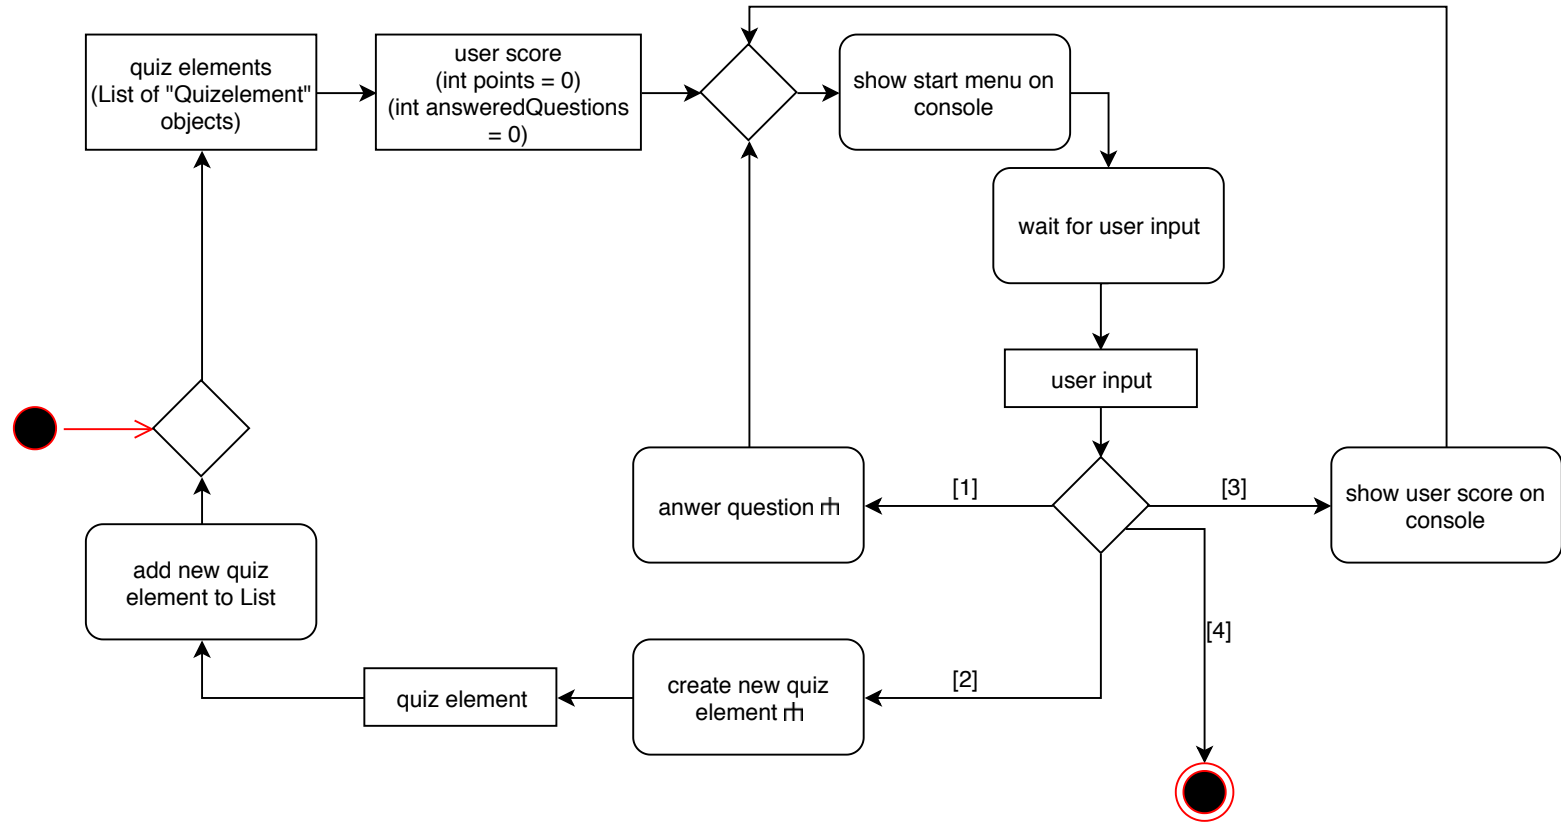 quiz elements
(List of "Quizelement"
objects)
user score
(int points = 0)
(int answeredQuestions
= 0)
show start menu on
console
wait for user input
user input
[1]
[3]
anwer question
show user score on
console
add new quiz
element to List
[4]
[2]
create new quiz
element
quiz element